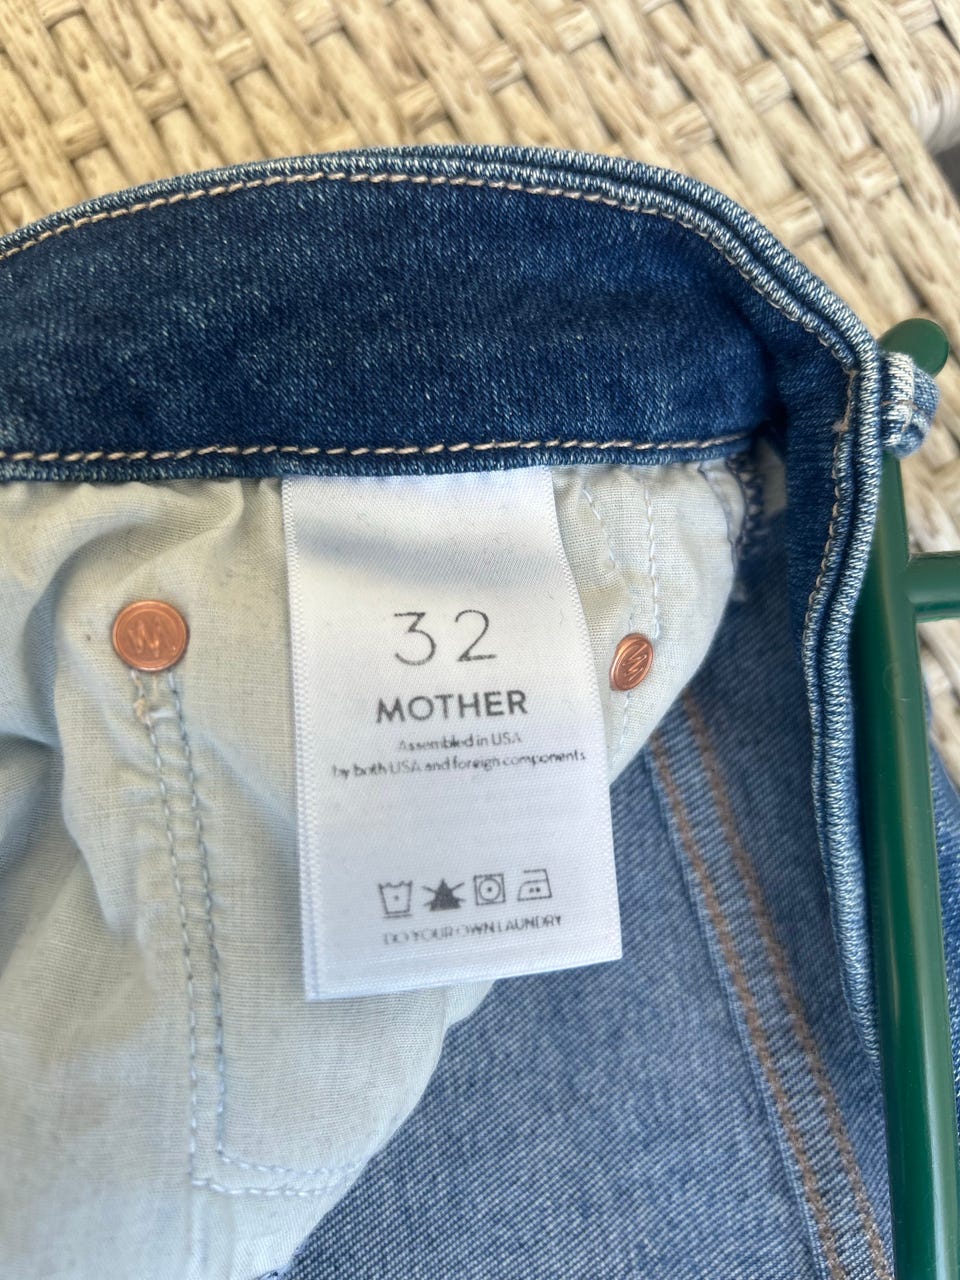 32
MOTHER
Assembled in USA
by both USA and foreign components
DO YOUR OWN LAUNDRY